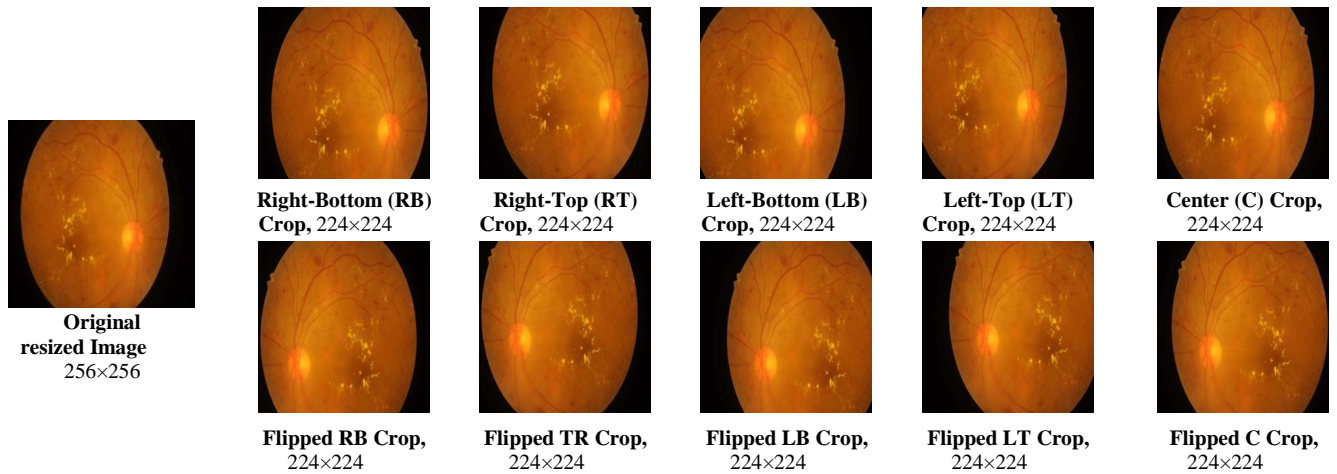 Right-Bottom (RB)
Crop, 224×224
Right-Top (RT)
Crop, 224×224
Left-Bottom (LB)
Crop, 224×224
Left-Top (LT)
Crop, 224×224
Center (C) Crop,
224×224
Original
resized Image
256×256
Flipped RB Crop,
224×224
Flipped TR Crop,
224×224
Flipped LB Crop,
224×224
Flipped LT Crop,
224×224
Flipped C Crop,
224×224